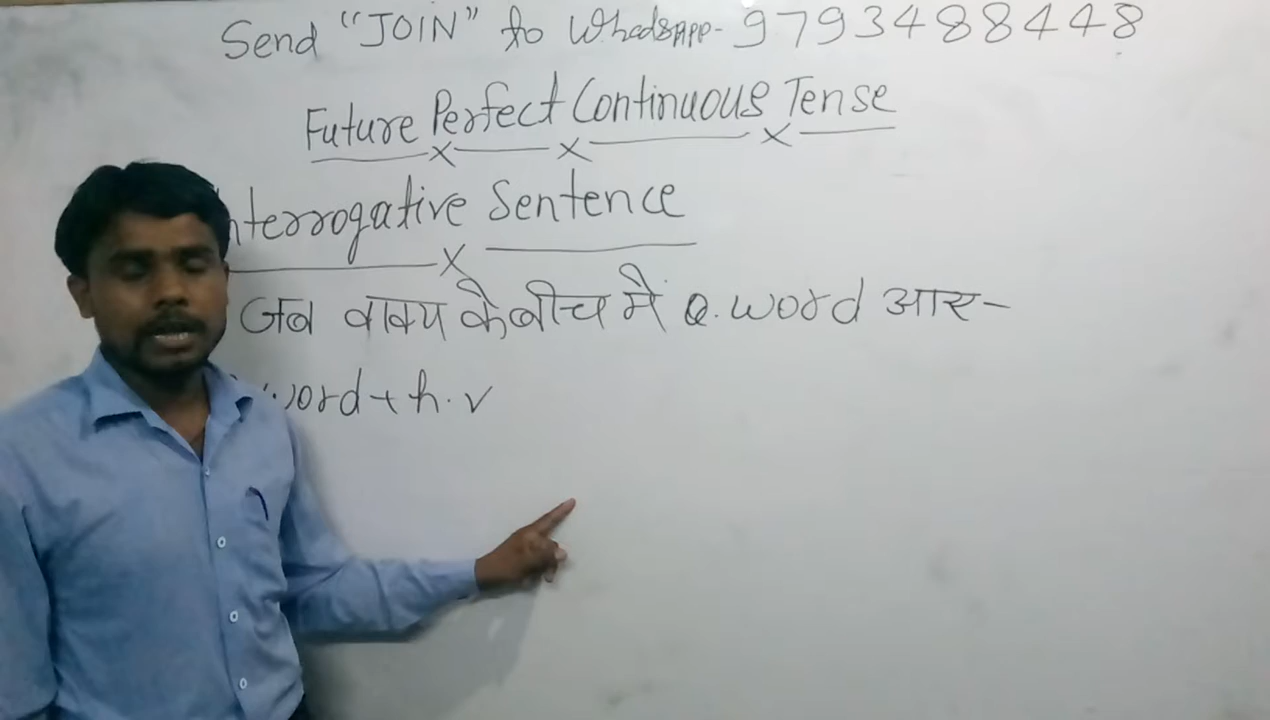 Send "JOIN" to WhatsApp- 9793488448
Future Perfect Continuous Tense
nterrogative Sentence
जब वाक्य के बीच में Q. word आए-
word + h.v